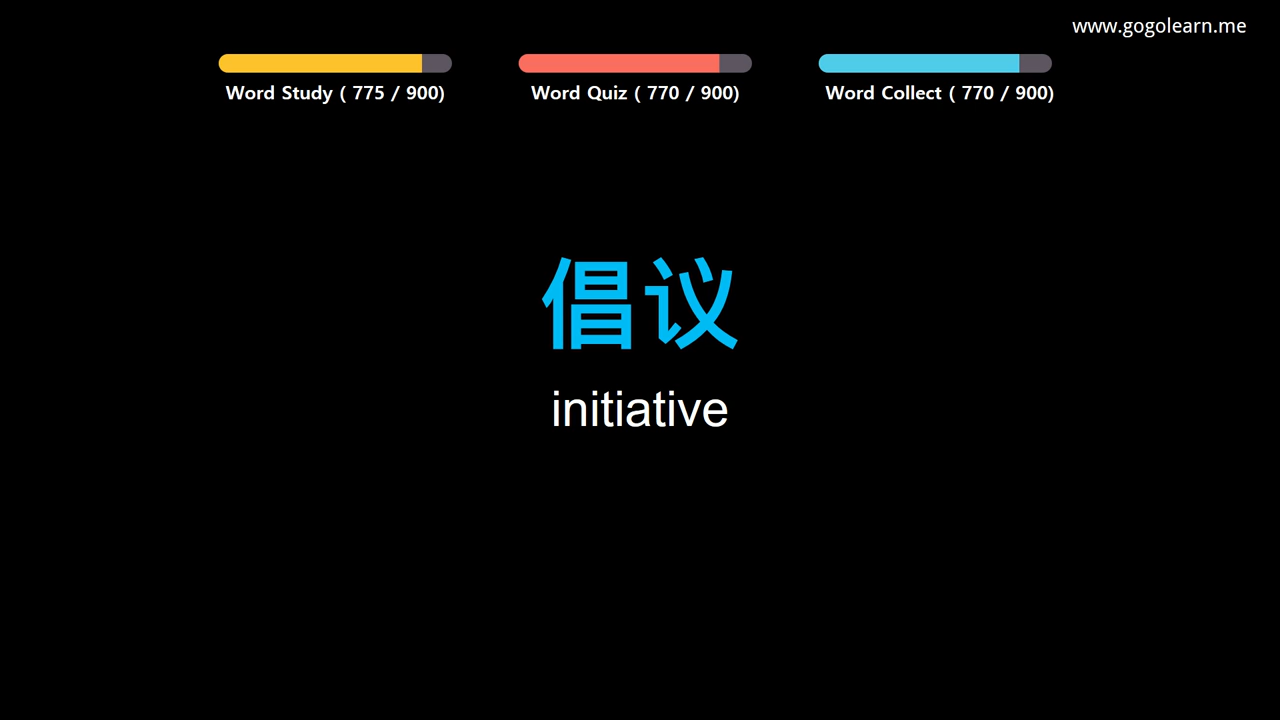 www.gogolearn.me
Word Study ( 775 / 900)
Word Quiz ( 770 / 900)
Word Collect ( 770 / 900)
倡议
initiative